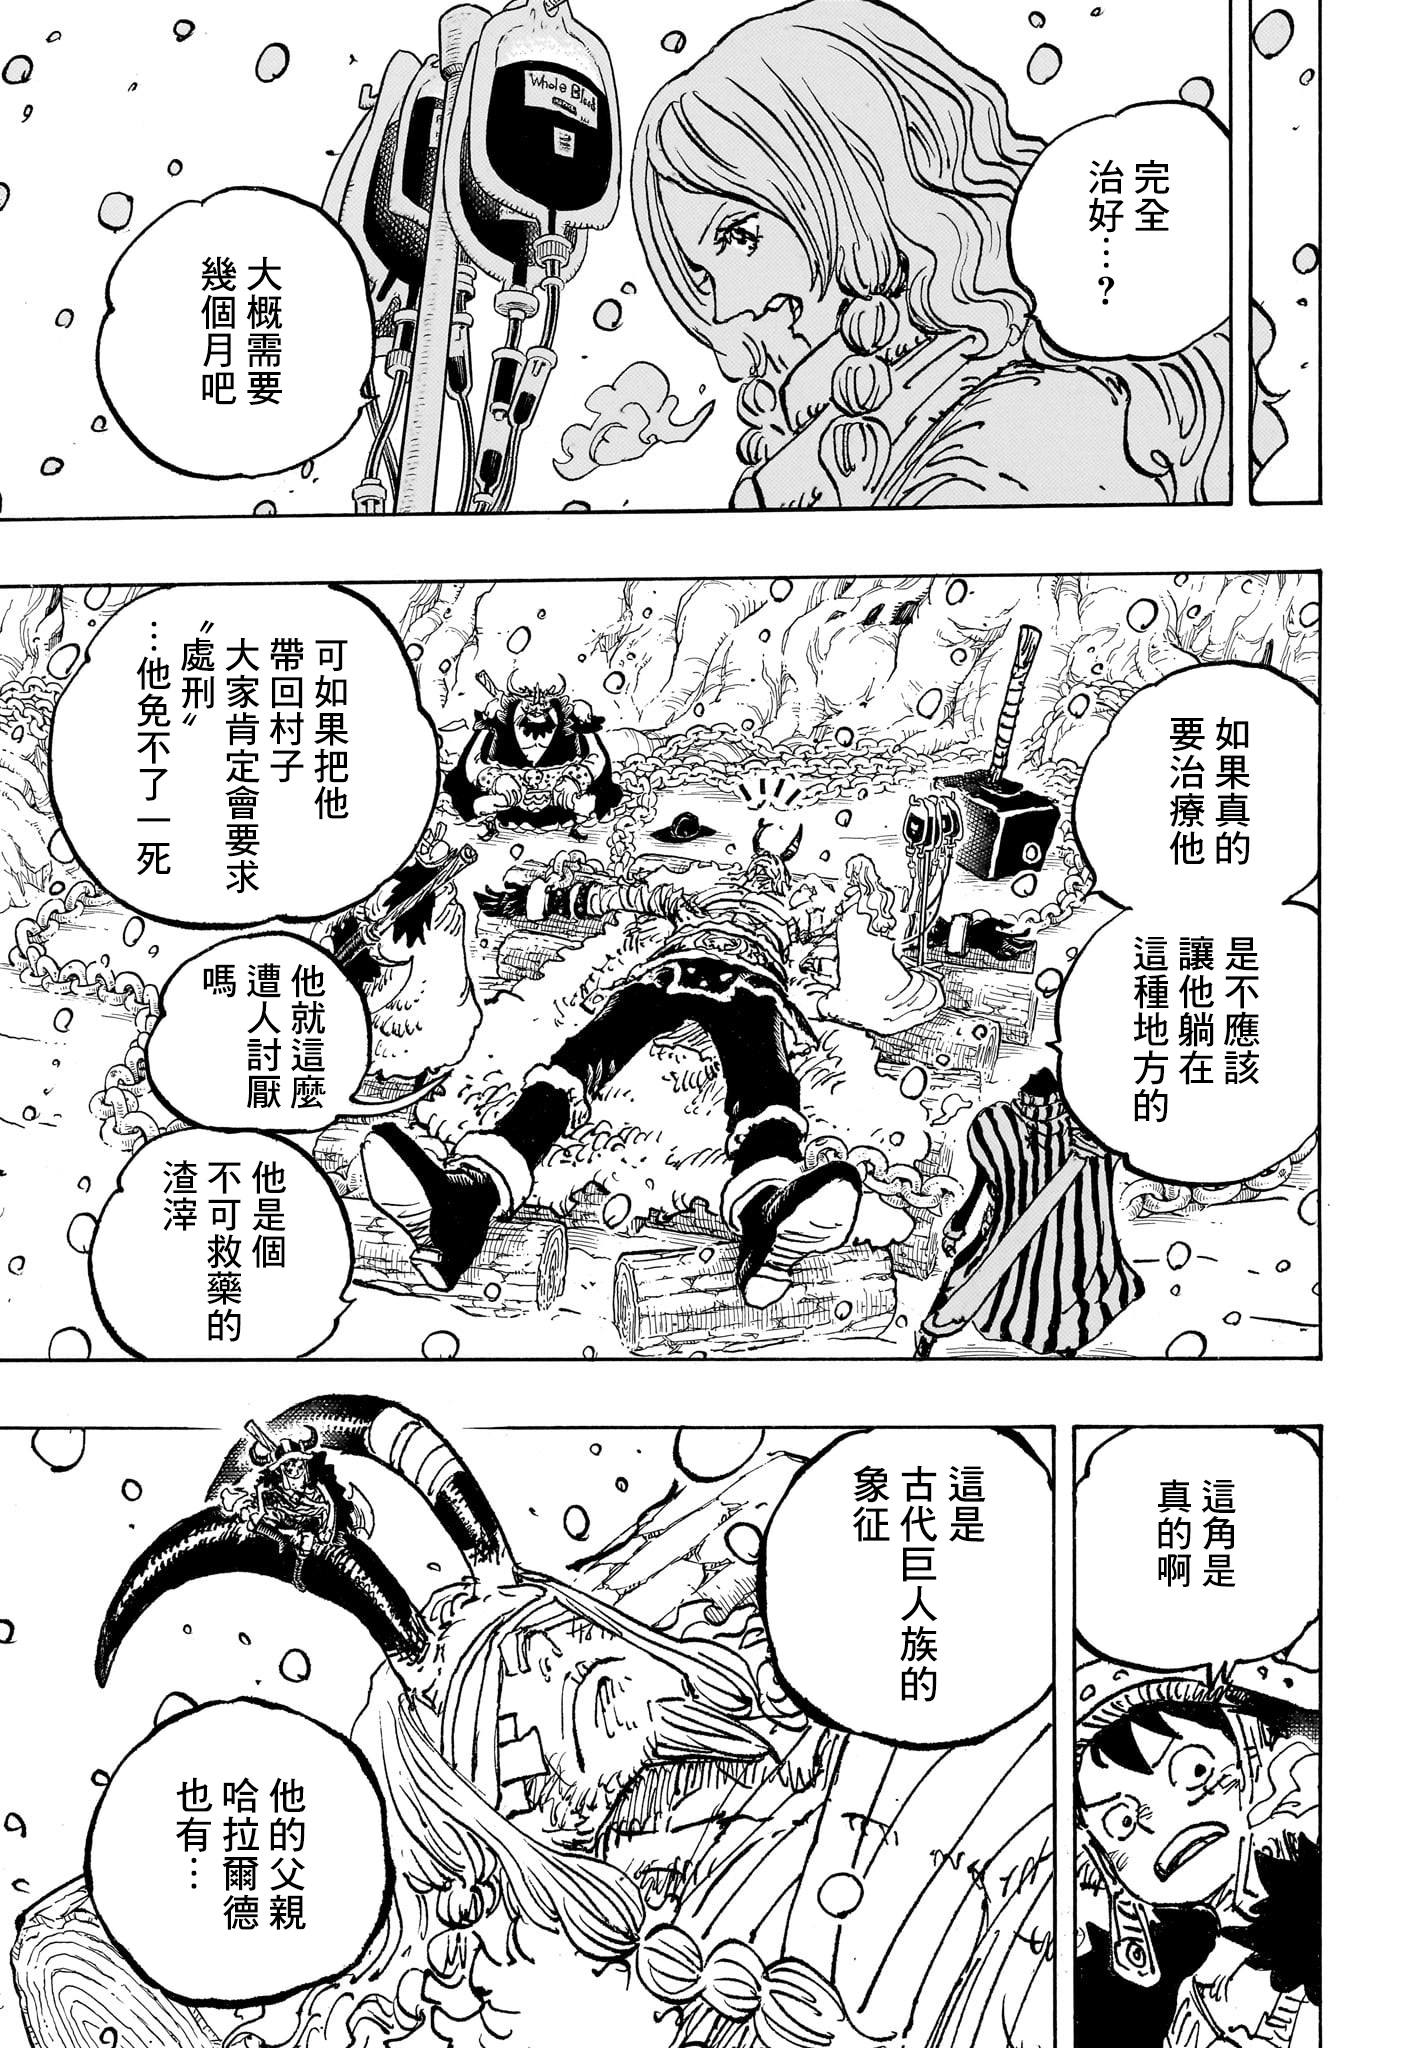 完全
治好…?
Whole Blood
大概需要
幾個月吧
如果真的
要治療他
是不應該
讓他躺在
這種地方的
可如果把他
帶回村子
大家肯定會要求
〝處刑〞
…他免不了一死
他就這麼
遭人討厭
嗎
他是個
不可救藥的
渣滓
這角是
真的啊
這是
古代巨人族的
象征
他的父親
哈拉爾德
也有…